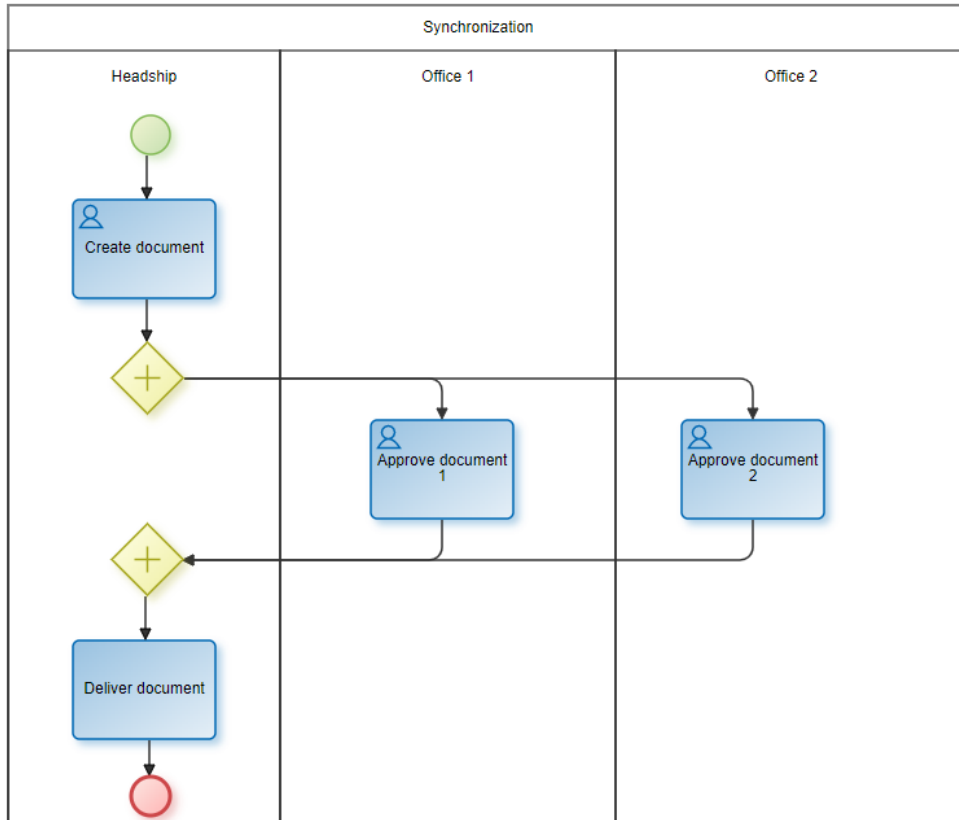 Synchronization
Headship
Office 1
Office 2
Create document
Approve document
1
Approve document
2
Deliver document